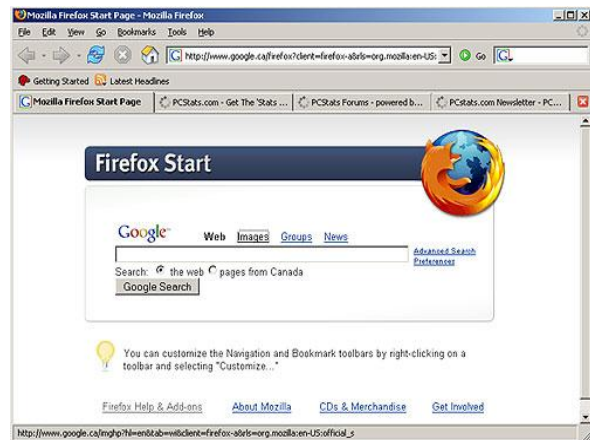 Mozilla Firefox Start Page - Mozilla Firefox
File Edit View Go Bookmarks Tools Help
http://www.google.ca/firefox?client=firefox-a&rls=org.mozilla:en-US: Go G
Getting Started Latest Headlines
G Mozilla Firefox Start Page PCStats.com - Get The 'Stats ... PCStats Forums - powered b... PCstats.com Newsletter - PC...
Firefox Start
Google Web Images Groups News
Advanced Search
Preferences
Search: the web pages from Canada
Google Search
You can customize the Navigation and Bookmark toolbars by right-clicking on a
toolbar and selecting "Customize..."
Firefox Help & Add-ons About Mozilla CDs & Merchandise Get Involved
http://www.google.ca/imghp?hl=en&tab=wi&client=firefox-a&rls=org.mozilla:en-US:official_s